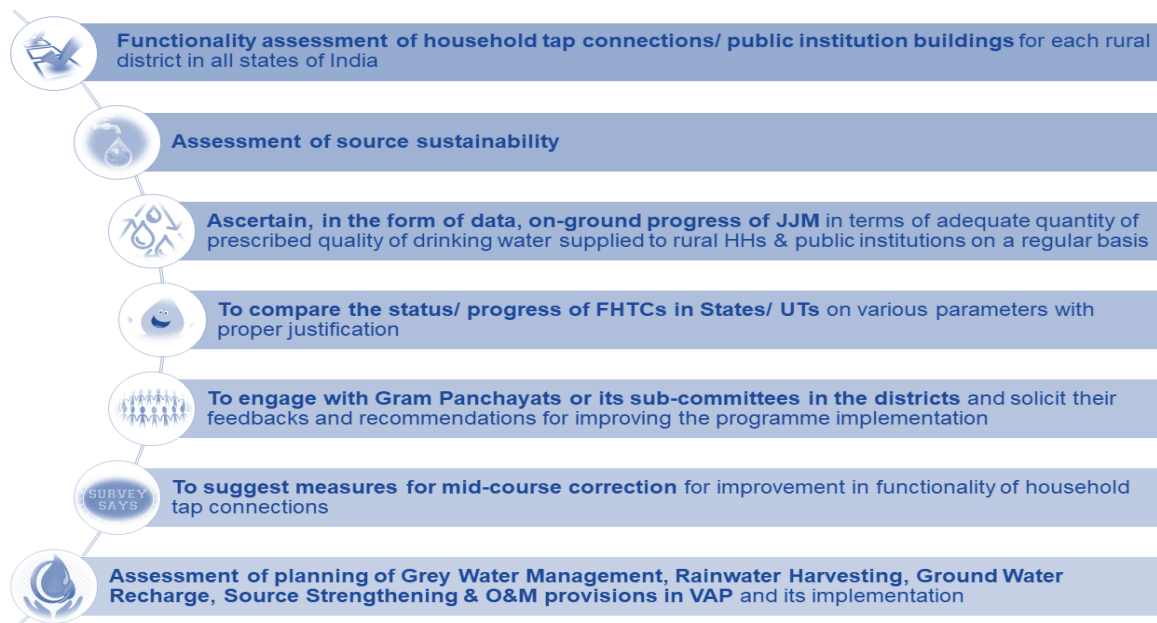 Functionality assessment of household tap connections/ public institution buildings for each rural
district in all states of India
Assessment of source sustainability
Ascertain, in the form of data, on-ground progress of JJM in terms of adequate quantity of
prescribed quality of drinking water supplied to rural HHs & public institutions on a regular basis
To compare the status/ progress of FHTCs in States/ UTs on various parameters with
proper justification
To engage with Gram Panchayats or its sub-committees in the districts and solicit their
feedbacks and recommendations for improving the programme implementation
SURVEY
SAYS
To suggest measures for mid-course correction for improvement in functionality of household
tap connections
Assessment of planning of Grey Water Management, Rainwater Harvesting, Ground Water
Recharge, Source Strengthening & O&M provisions in VAP and its implementation